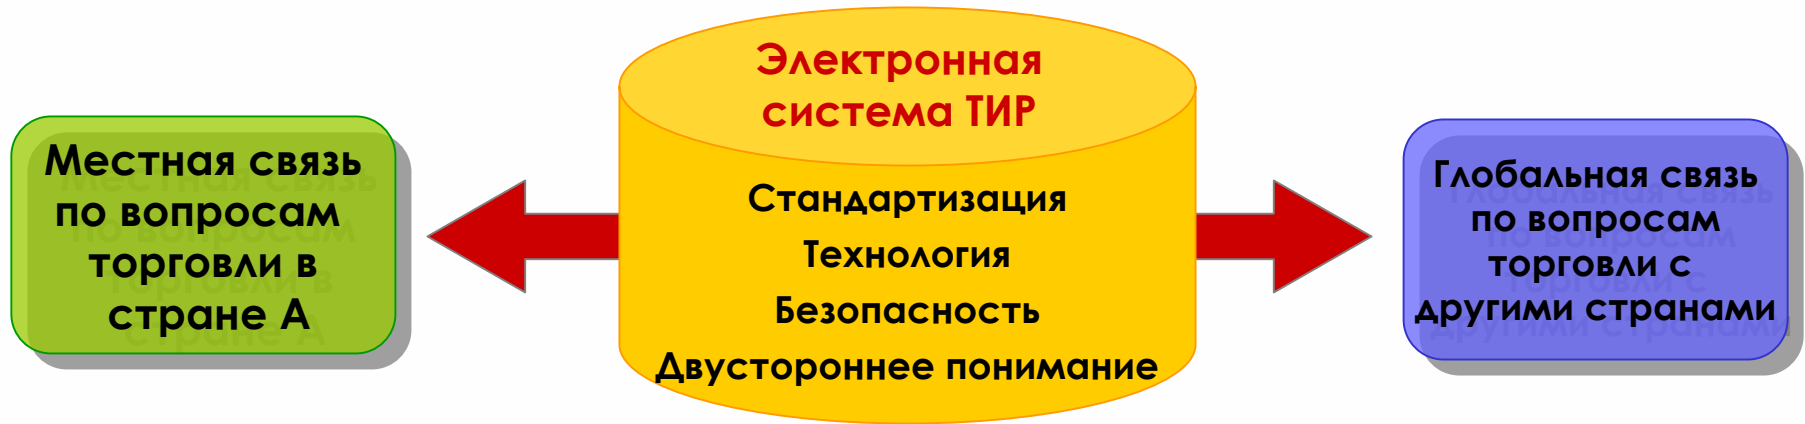 Местная связь
по вопросам
торговли в
стране А
Электронная
система ТИР
Стандартизация
Технология
Безопасность
Двустороннее понимание
Глобальная связь
по вопросам
торговли с
другими странами